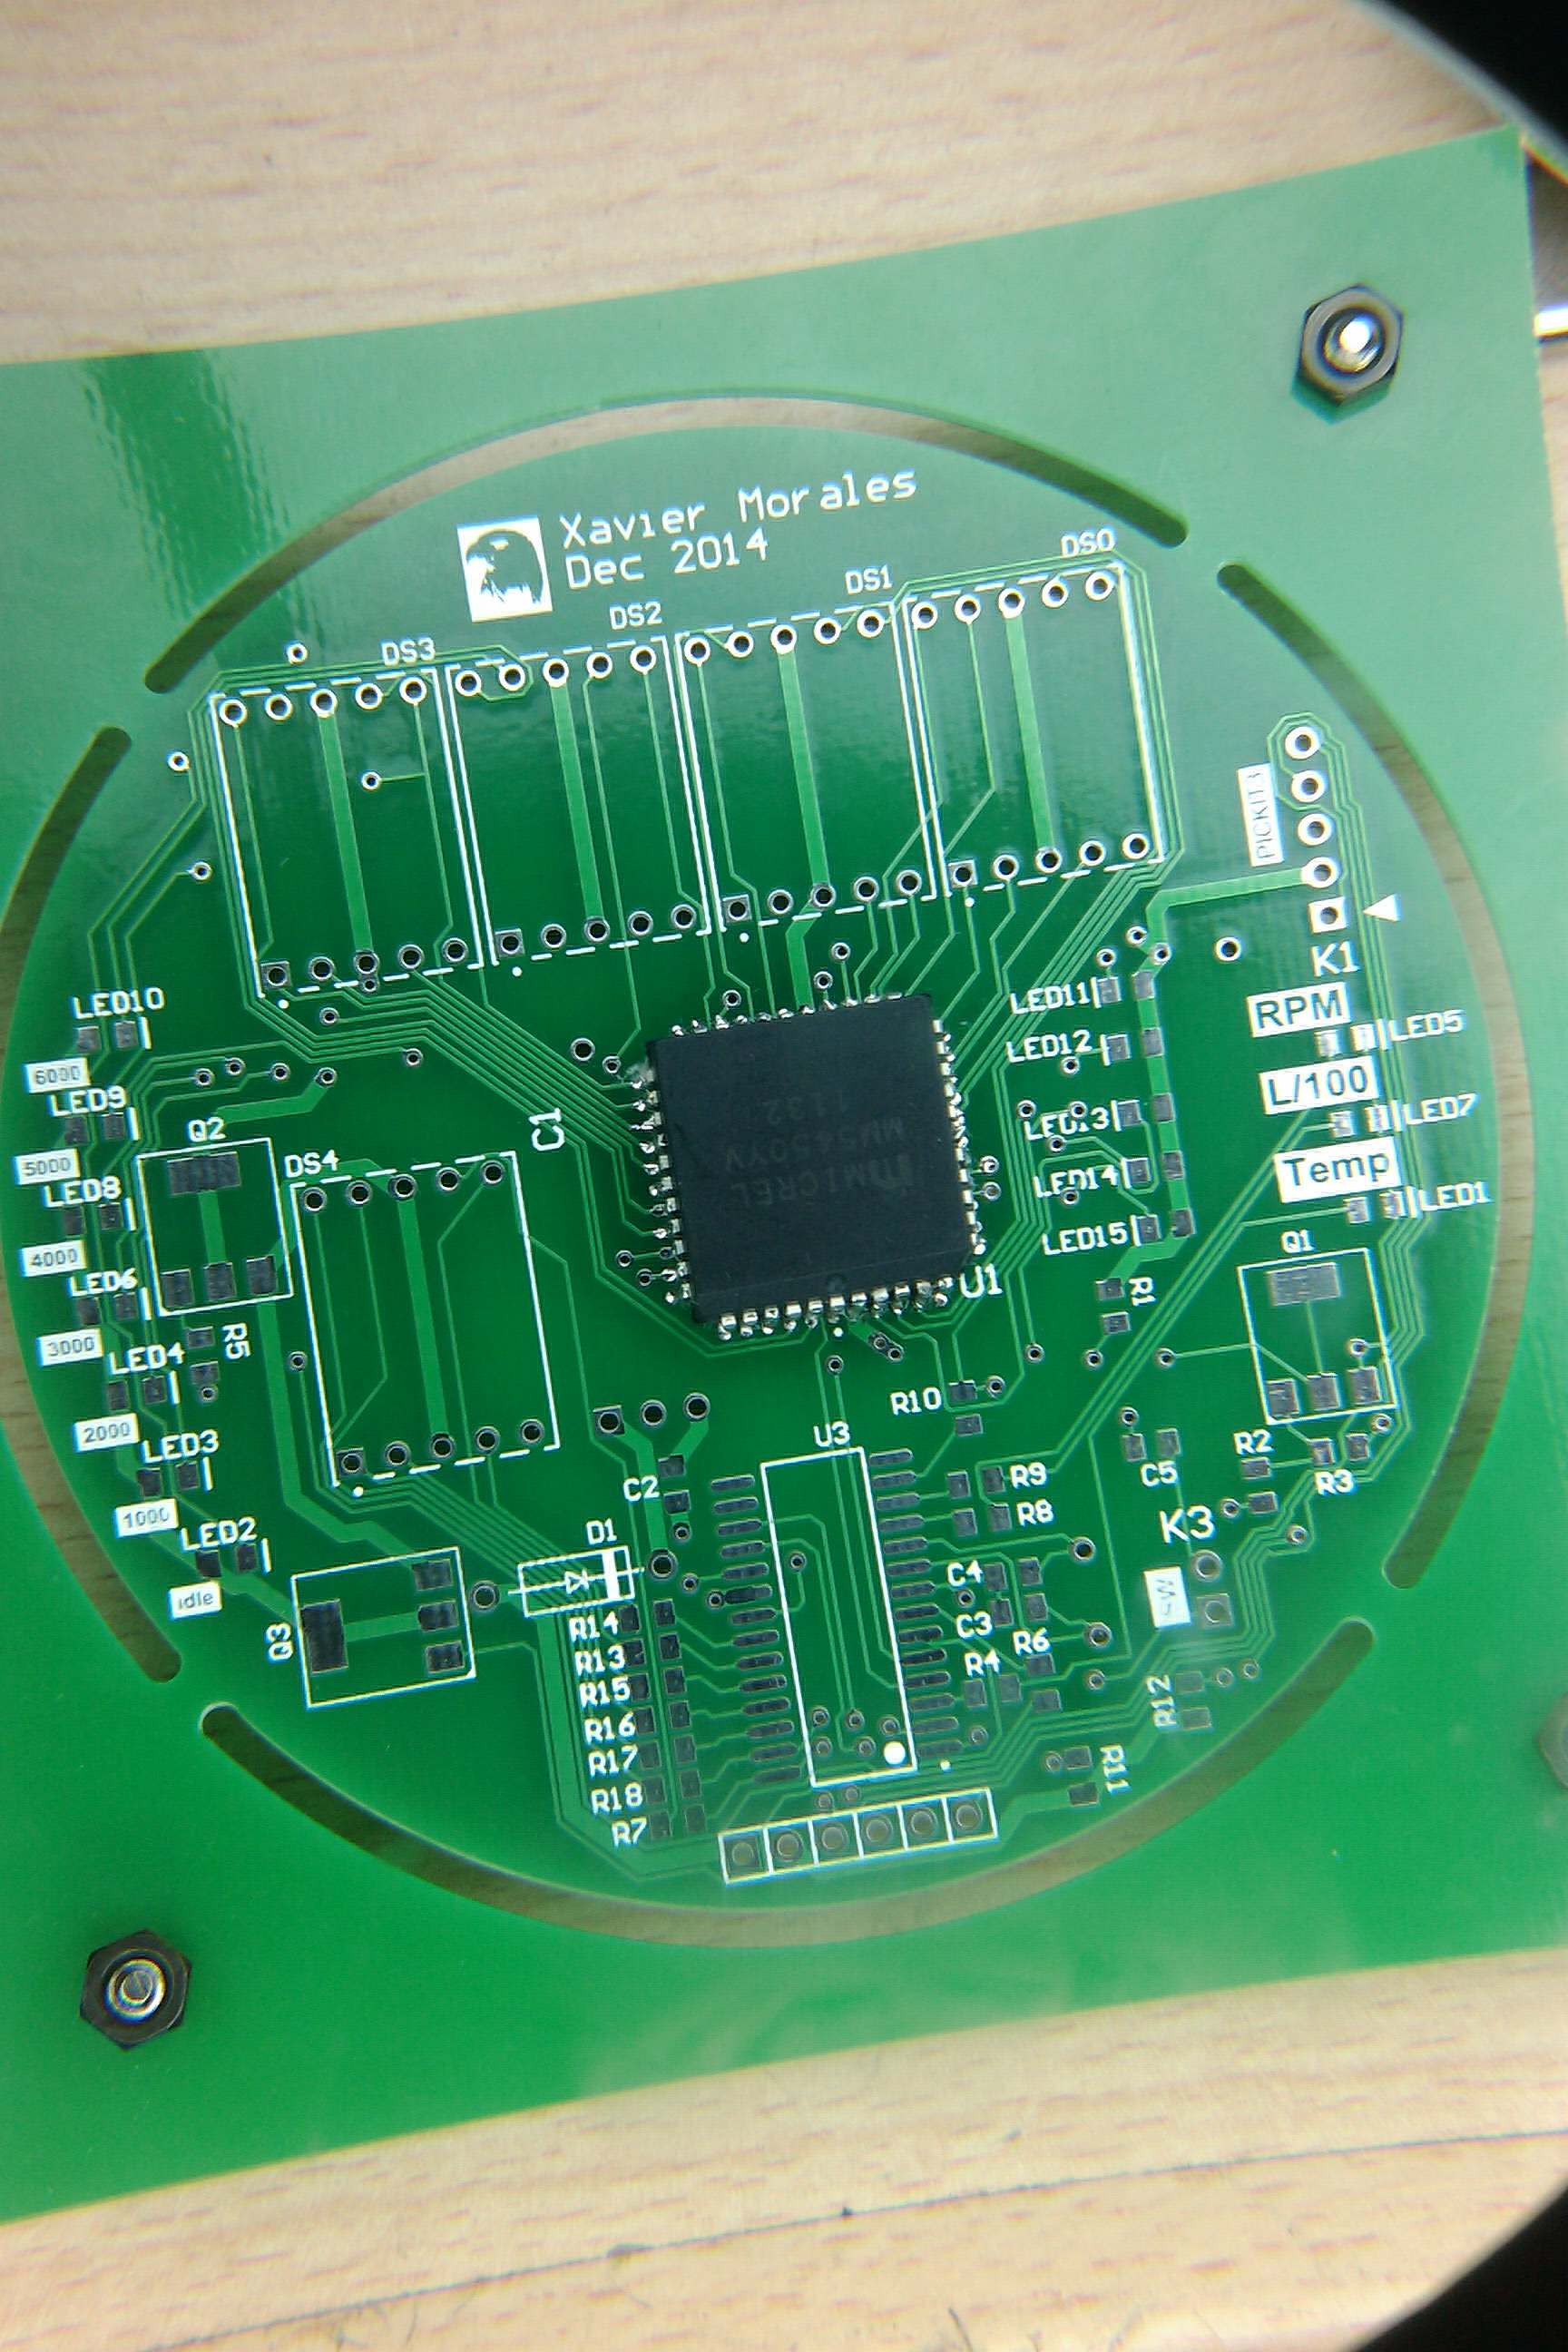 Xavier Morales
Dec 2014
DS0
DS1
DS2
DS3
PICKIT3
K1
RPM
LED5
L/100
LED7
Temp
LED1
LED10
6000
LED9
5000
LED8
4000
LED6
3000
LED4
2000
LED3
1000
LED2
idle
Q2
DS4
C1
R5
MICREL
MM5450YV
1132
U1
LED11
LED12
LED13
LED14
LED15
R1
Q1
R10
U3
C2
R9
R8
C5
R2
R3
K3
D1
Q3
C4
C3
R6
R4
R14
R13
R15
R16
R17
R18
R7
R12
R11